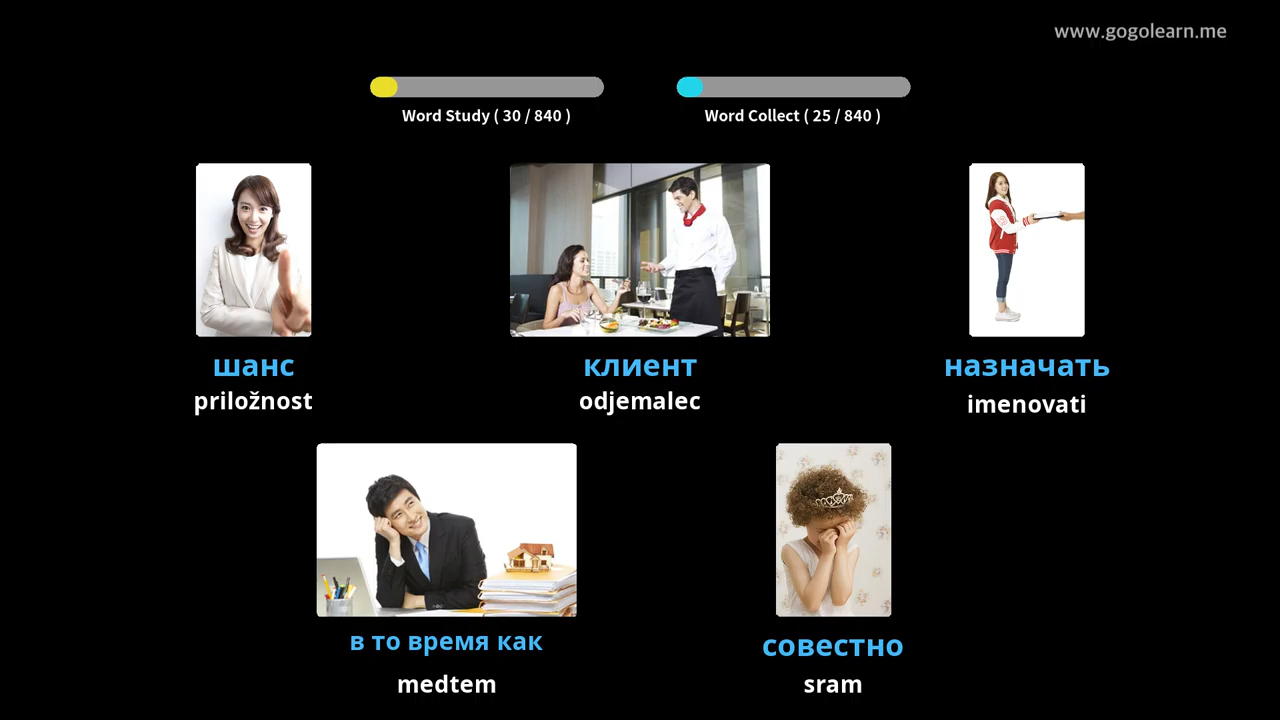 www.gogolearn.me
Word Study ( 30 / 840 )
Word Collect ( 25 / 840 )
шанс
priložnost
клиент
odjemalec
назначать
imenovati
в то время как
medtem
совестно
sram